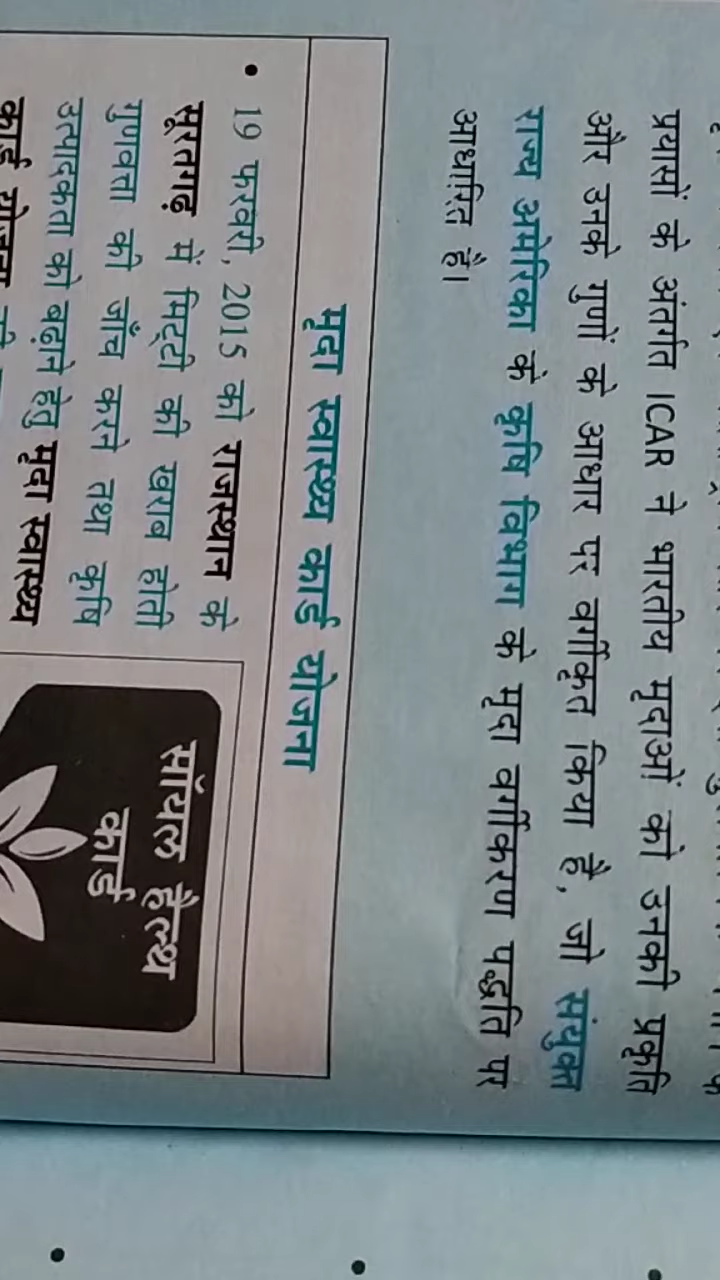 प्रयासों के अंतर्गत ICAR ने भारतीय मृदाओं को उनकी प्रकृति
और उनके गुणों के आधार पर वर्गीकृत किया है, जो संयुक्त
राज्य अमेरिका के कृषि विभाग के मृदा वर्गीकरण पद्धति पर
आधारित है।
मृदा स्वास्थ्य कार्ड योजना
• 19 फरवरी, 2015 को राजस्थान के
सूरतगढ़ में मिट्टी की खराब होती
गुणवत्ता की जाँच करने तथा कृषि
उत्पादकता को बढ़ाने हेतु मृदा स्वास्थ्य
कार्ड योजना
सॉयल हैल्थ
कार्ड